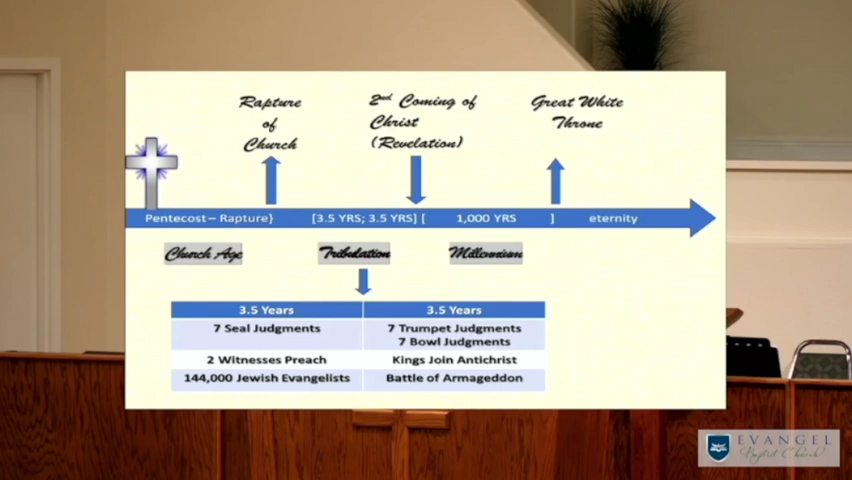 Rapture
of
Church
2nd Coming of
Christ
(Revelation)
Great White
Throne
Pentecost – Rapture} [3.5 YRS; 3.5 YRS] [ 1,000 YRS ] eternity
Church Age Tribulation Millennium
3.5 Years 3.5 Years
7 Seal Judgments 7 Trumpet Judgments
7 Bowl Judgments
2 Witnesses Preach Kings Join Antichrist
144,000 Jewish Evangelists Battle of Armageddon
EVANGEL
Baptist Church